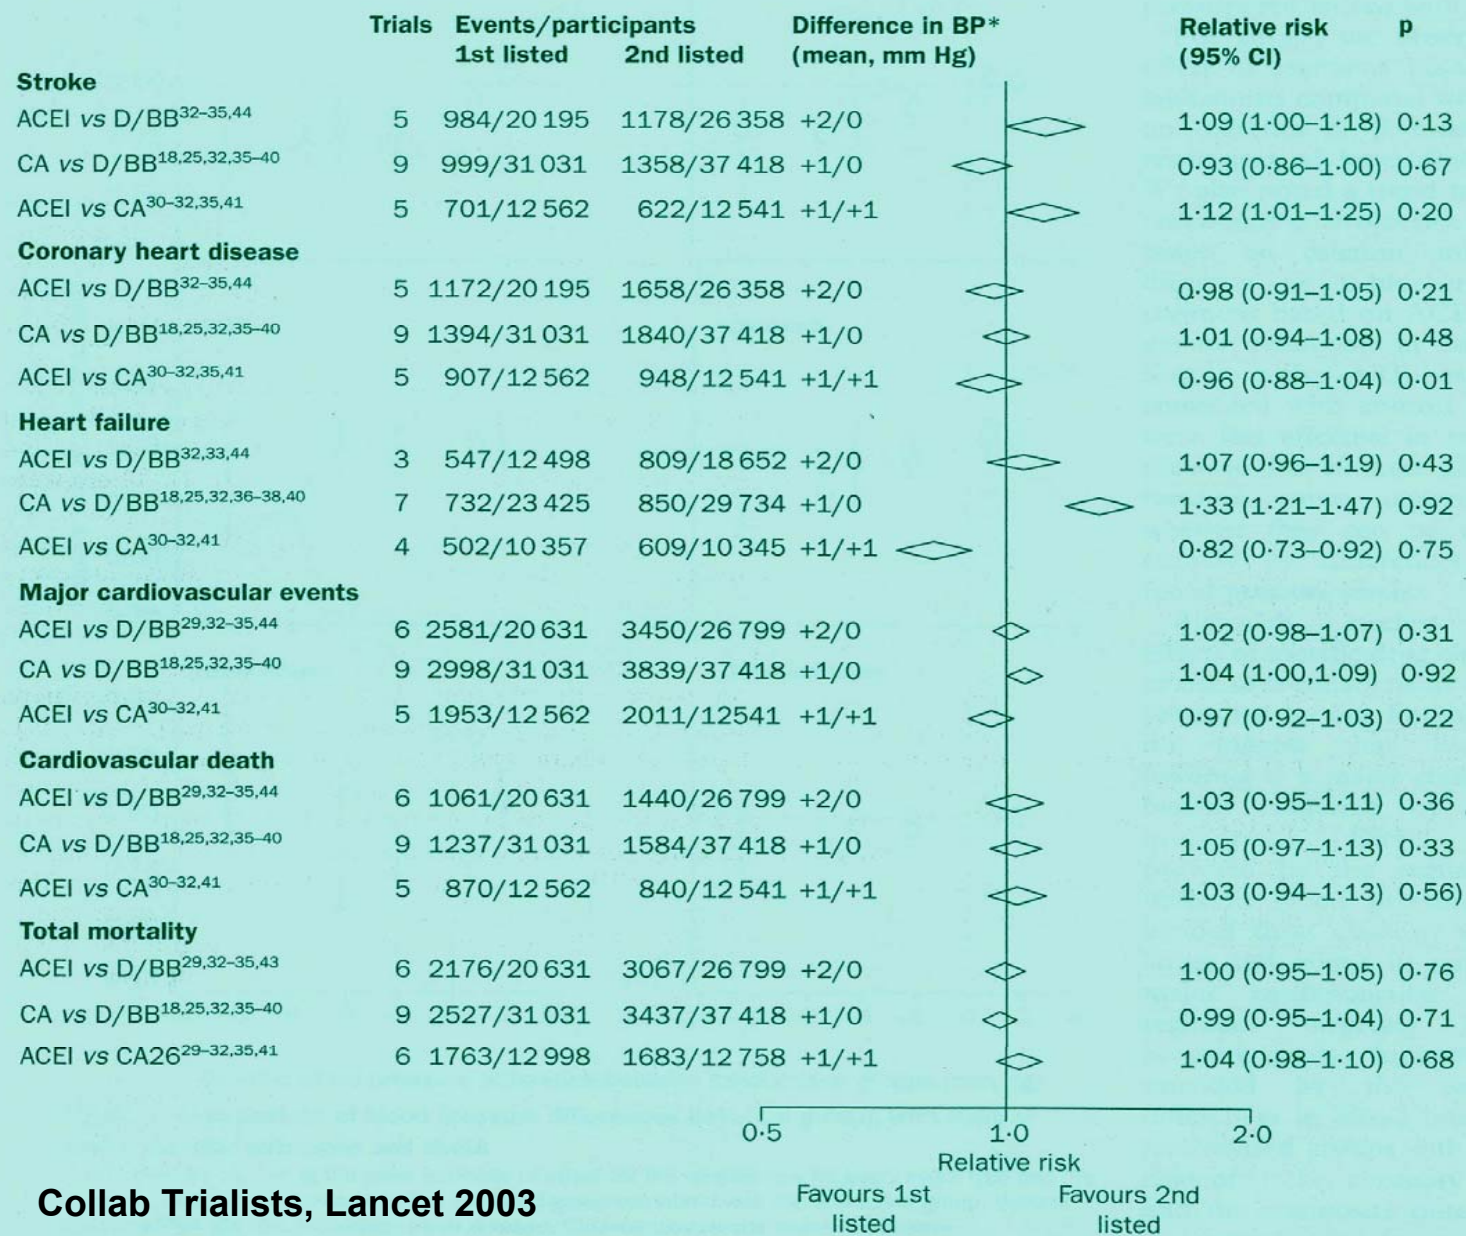 Trials Events/participants Difference in BP* Relative risk p
1st listed 2nd listed (mean, mm Hg) (95% CI)
Stroke
ACEI vs D/BB32–35,44 5 984/20 195 1178/26 358 +2/0 1·09 (1·00–1·18) 0·13
CA vs D/BB18,25,32,35–40 9 999/31 031 1358/37 418 +1/0 0·93 (0·86–1·00) 0·67
ACEI vs CA30–32,35,41 5 701/12 562 622/12 541 +1/+1 1·12 (1·01–1·25) 0·20
Coronary heart disease
ACEI vs D/BB32–35,44 5 1172/20 195 1658/26 358 +2/0 0·98 (0·91–1·05) 0·21
CA vs D/BB18,25,32,35–40 9 1394/31 031 1840/37 418 +1/0 1·01 (0·94–1·08) 0·48
ACEI vs CA30–32,35,41 5 907/12 562 948/12 541 +1/+1 0·96 (0·88–1·04) 0·01
Heart failure
ACEI vs D/BB32,33,44 3 547/12 498 809/18 652 +2/0 1·07 (0·96–1·19) 0·43
CA vs D/BB18,25,32,36–38,40 7 732/23 425 850/29 734 +1/0 1·33 (1·21–1·47) 0·92
ACEI vs CA30–32,41 4 502/10 357 609/10 345 +1/+1 0·82 (0·73–0·92) 0·75
Major cardiovascular events
ACEI vs D/BB29,32–35,44 6 2581/20 631 3450/26 799 +2/0 1·02 (0·98–1·07) 0·31
CA vs D/BB18,25,32,35–40 9 2998/31 031 3839/37 418 +1/0 1·04 (1·00,1·09) 0·92
ACEI vs CA30–32,41 5 1953/12 562 2011/12541 +1/+1 0·97 (0·92–1·03) 0·22
Cardiovascular death
ACEI vs D/BB29,32–35,44 6 1061/20 631 1440/26 799 +2/0 1·03 (0·95–1·11) 0·36
CA vs D/BB18,25,32,35–40 9 1237/31 031 1584/37 418 +1/0 1·05 (0·97–1·13) 0·33
ACEI vs CA30–32,41 5 870/12 562 840/12 541 +1/+1 1·03 (0·94–1·13) 0·56)
Total mortality
ACEI vs D/BB29,32–35,43 6 2176/20 631 3067/26 799 +2/0 1·00 (0·95–1·05) 0·76
CA vs D/BB18,25,32,35–40 9 2527/31 031 3437/37 418 +1/0 0·99 (0·95–1·04) 0·71
ACEI vs CA2629–32,35,41 6 1763/12 998 1683/12 758 +1/+1 1·04 (0·98–1·10) 0·68
0·5 1·0 2·0
Relative risk
Favours 1st listed
Favours 2nd listed
Collab Trialists, Lancet 2003